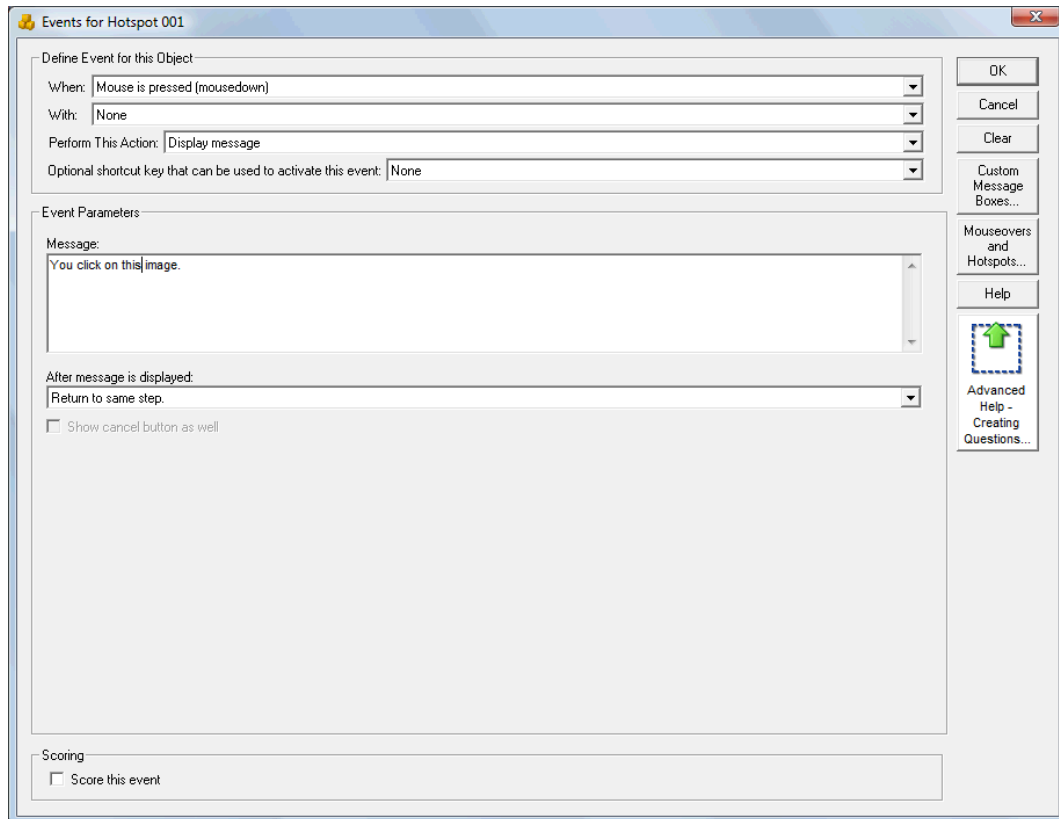 Events for Hotspot 001
Define Event for this Object
When: Mouse is pressed (mousedown)
With: None
Perform This Action: Display message
Optional shortcut key that can be used to activate this event: None
Event Parameters
Message:
You click on this image.
After message is displayed:
Return to same step.
Show cancel button as well
Scoring
Score this event
OK
Cancel
Clear
Custom
Message
Boxes...
Mouseovers
and
Hotspots...
Help
Advanced
Help -
Creating
Questions...